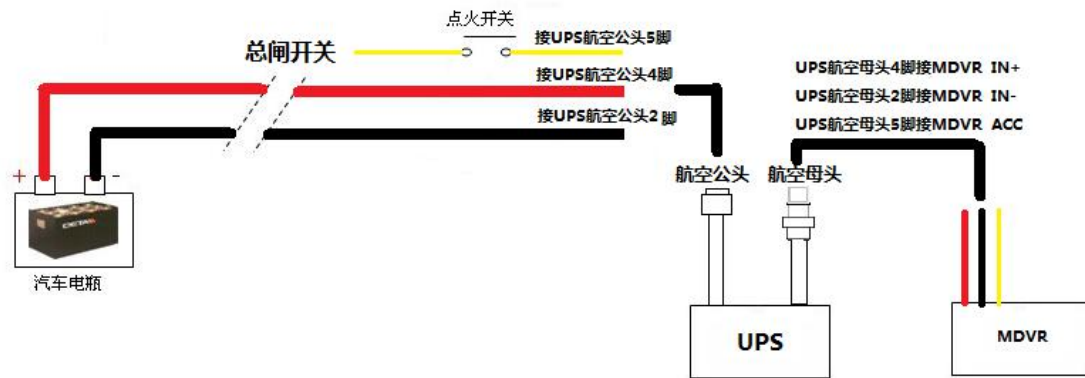 点火开关
总闸开关
接UPS航空公头5脚
接UPS航空公头4脚
接UPS航空公头2脚
UPS航空母头4脚接MDVR IN+
UPS航空母头2脚接MDVR IN-
UPS航空母头5脚接MDVR ACC
航空公头
航空母头
+
-
汽车电瓶
UPS
MDVR